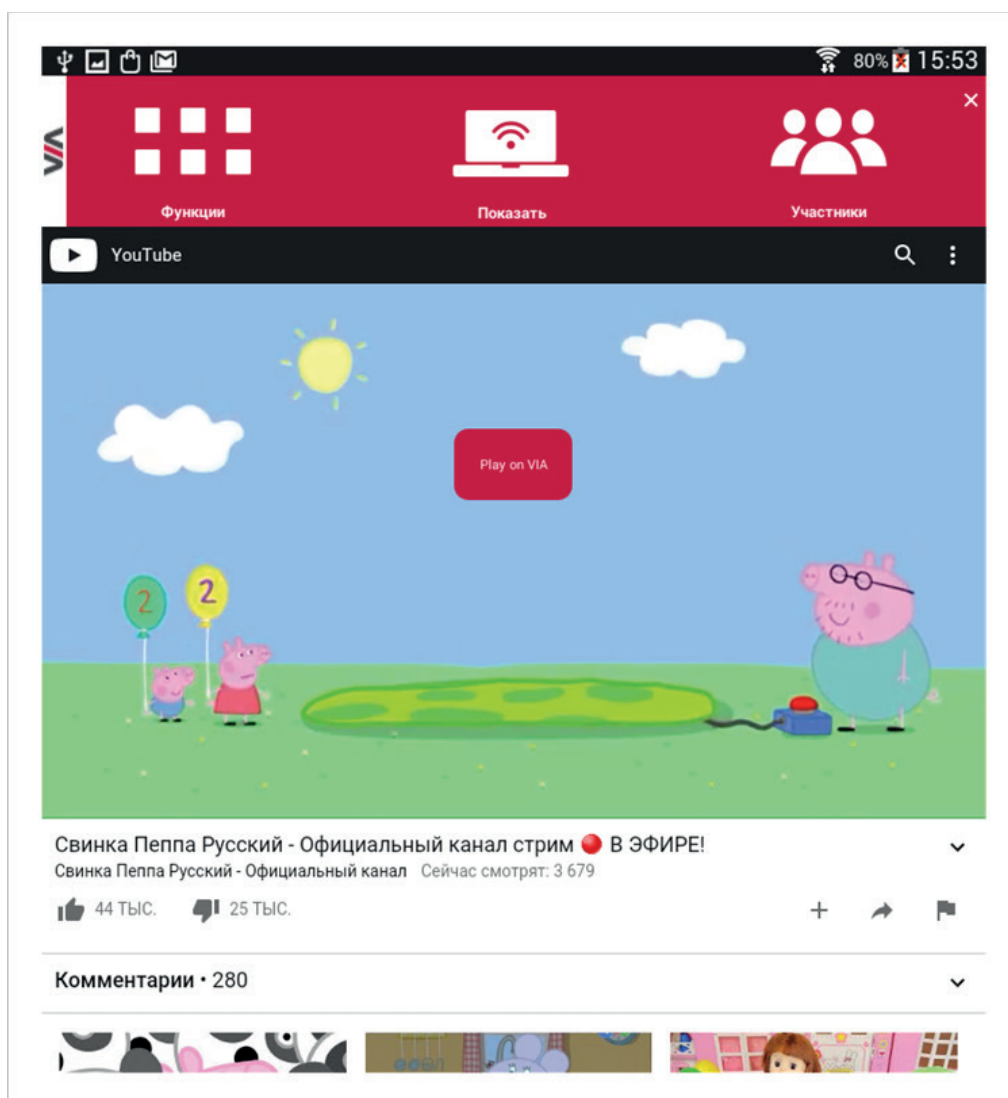 80% 15:53
Функции Показать Участники
YouTube
Play on VIA
2 2
Свинка Пеппа Русский - Официальный канал стрим 🔴 В ЭФИРЕ!
Свинка Пеппа Русский - Официальный канал Сейчас смотрят: 3 679
44 ТЫС. 25 ТЫС.
Комментарии • 280